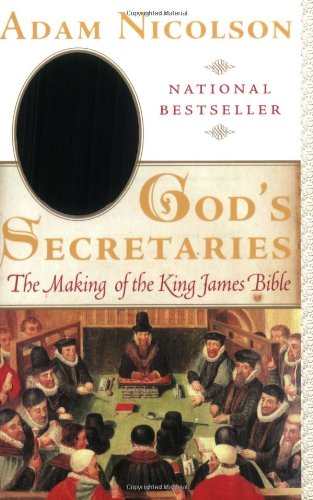 ADAM NICOLSON
NATIONAL
BESTSELLER
GOD'S
SECRETARIES
The Making of the King James Bible